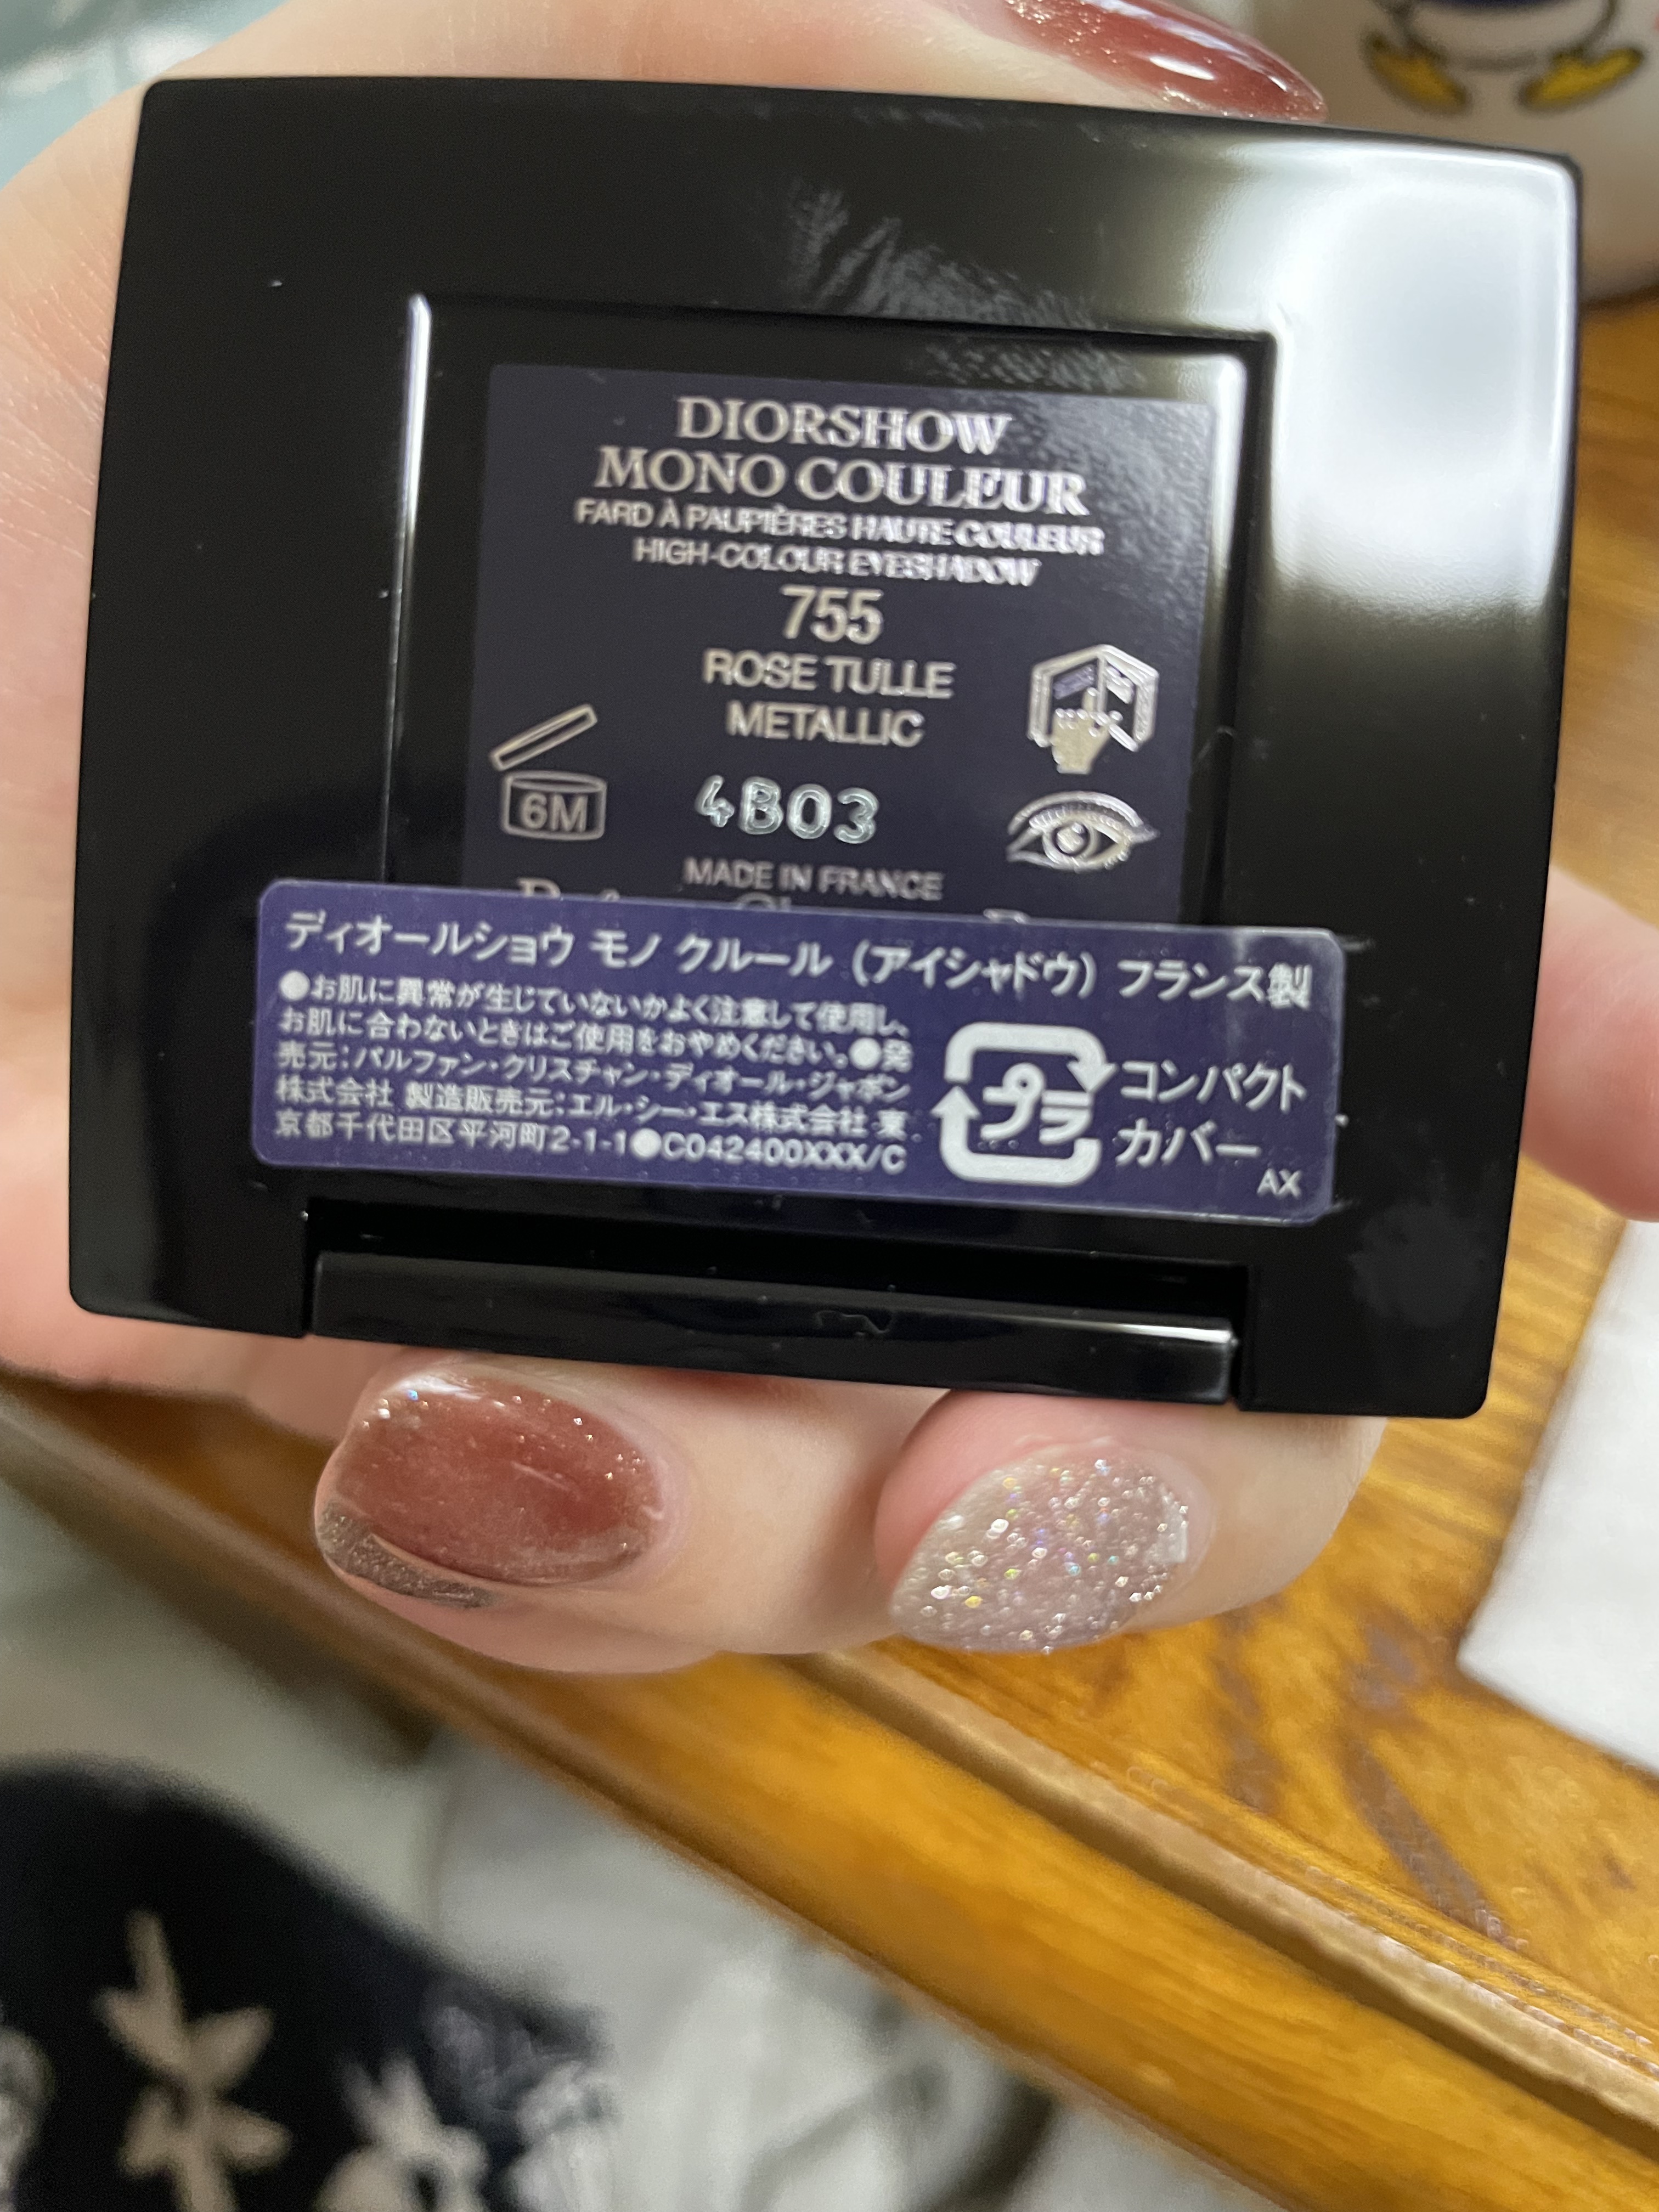 DIORSHOW
MONO COULEUR
FARD À PAUPIÈRES HAUTE COULEUR
HIGH-COLOUR EYESHADOW
755
ROSE TULLE
METALLIC
6M
4B03
MADE IN FRANCE
ディオールショウ モノ クルール (アイシャドウ) フランス製
●お肌に異常が生じていないかよく注意して使用し、
お肌に合わないときはご使用をおやめください。●発
売元:パルファン・クリスチャン・ディオール・ジャポン
株式会社 製造販売元:エル・シー・エス株式会社 東
京都千代田区平河町2-1-1●C042400XXX/C
プラ
コンパクト
カバー
AX